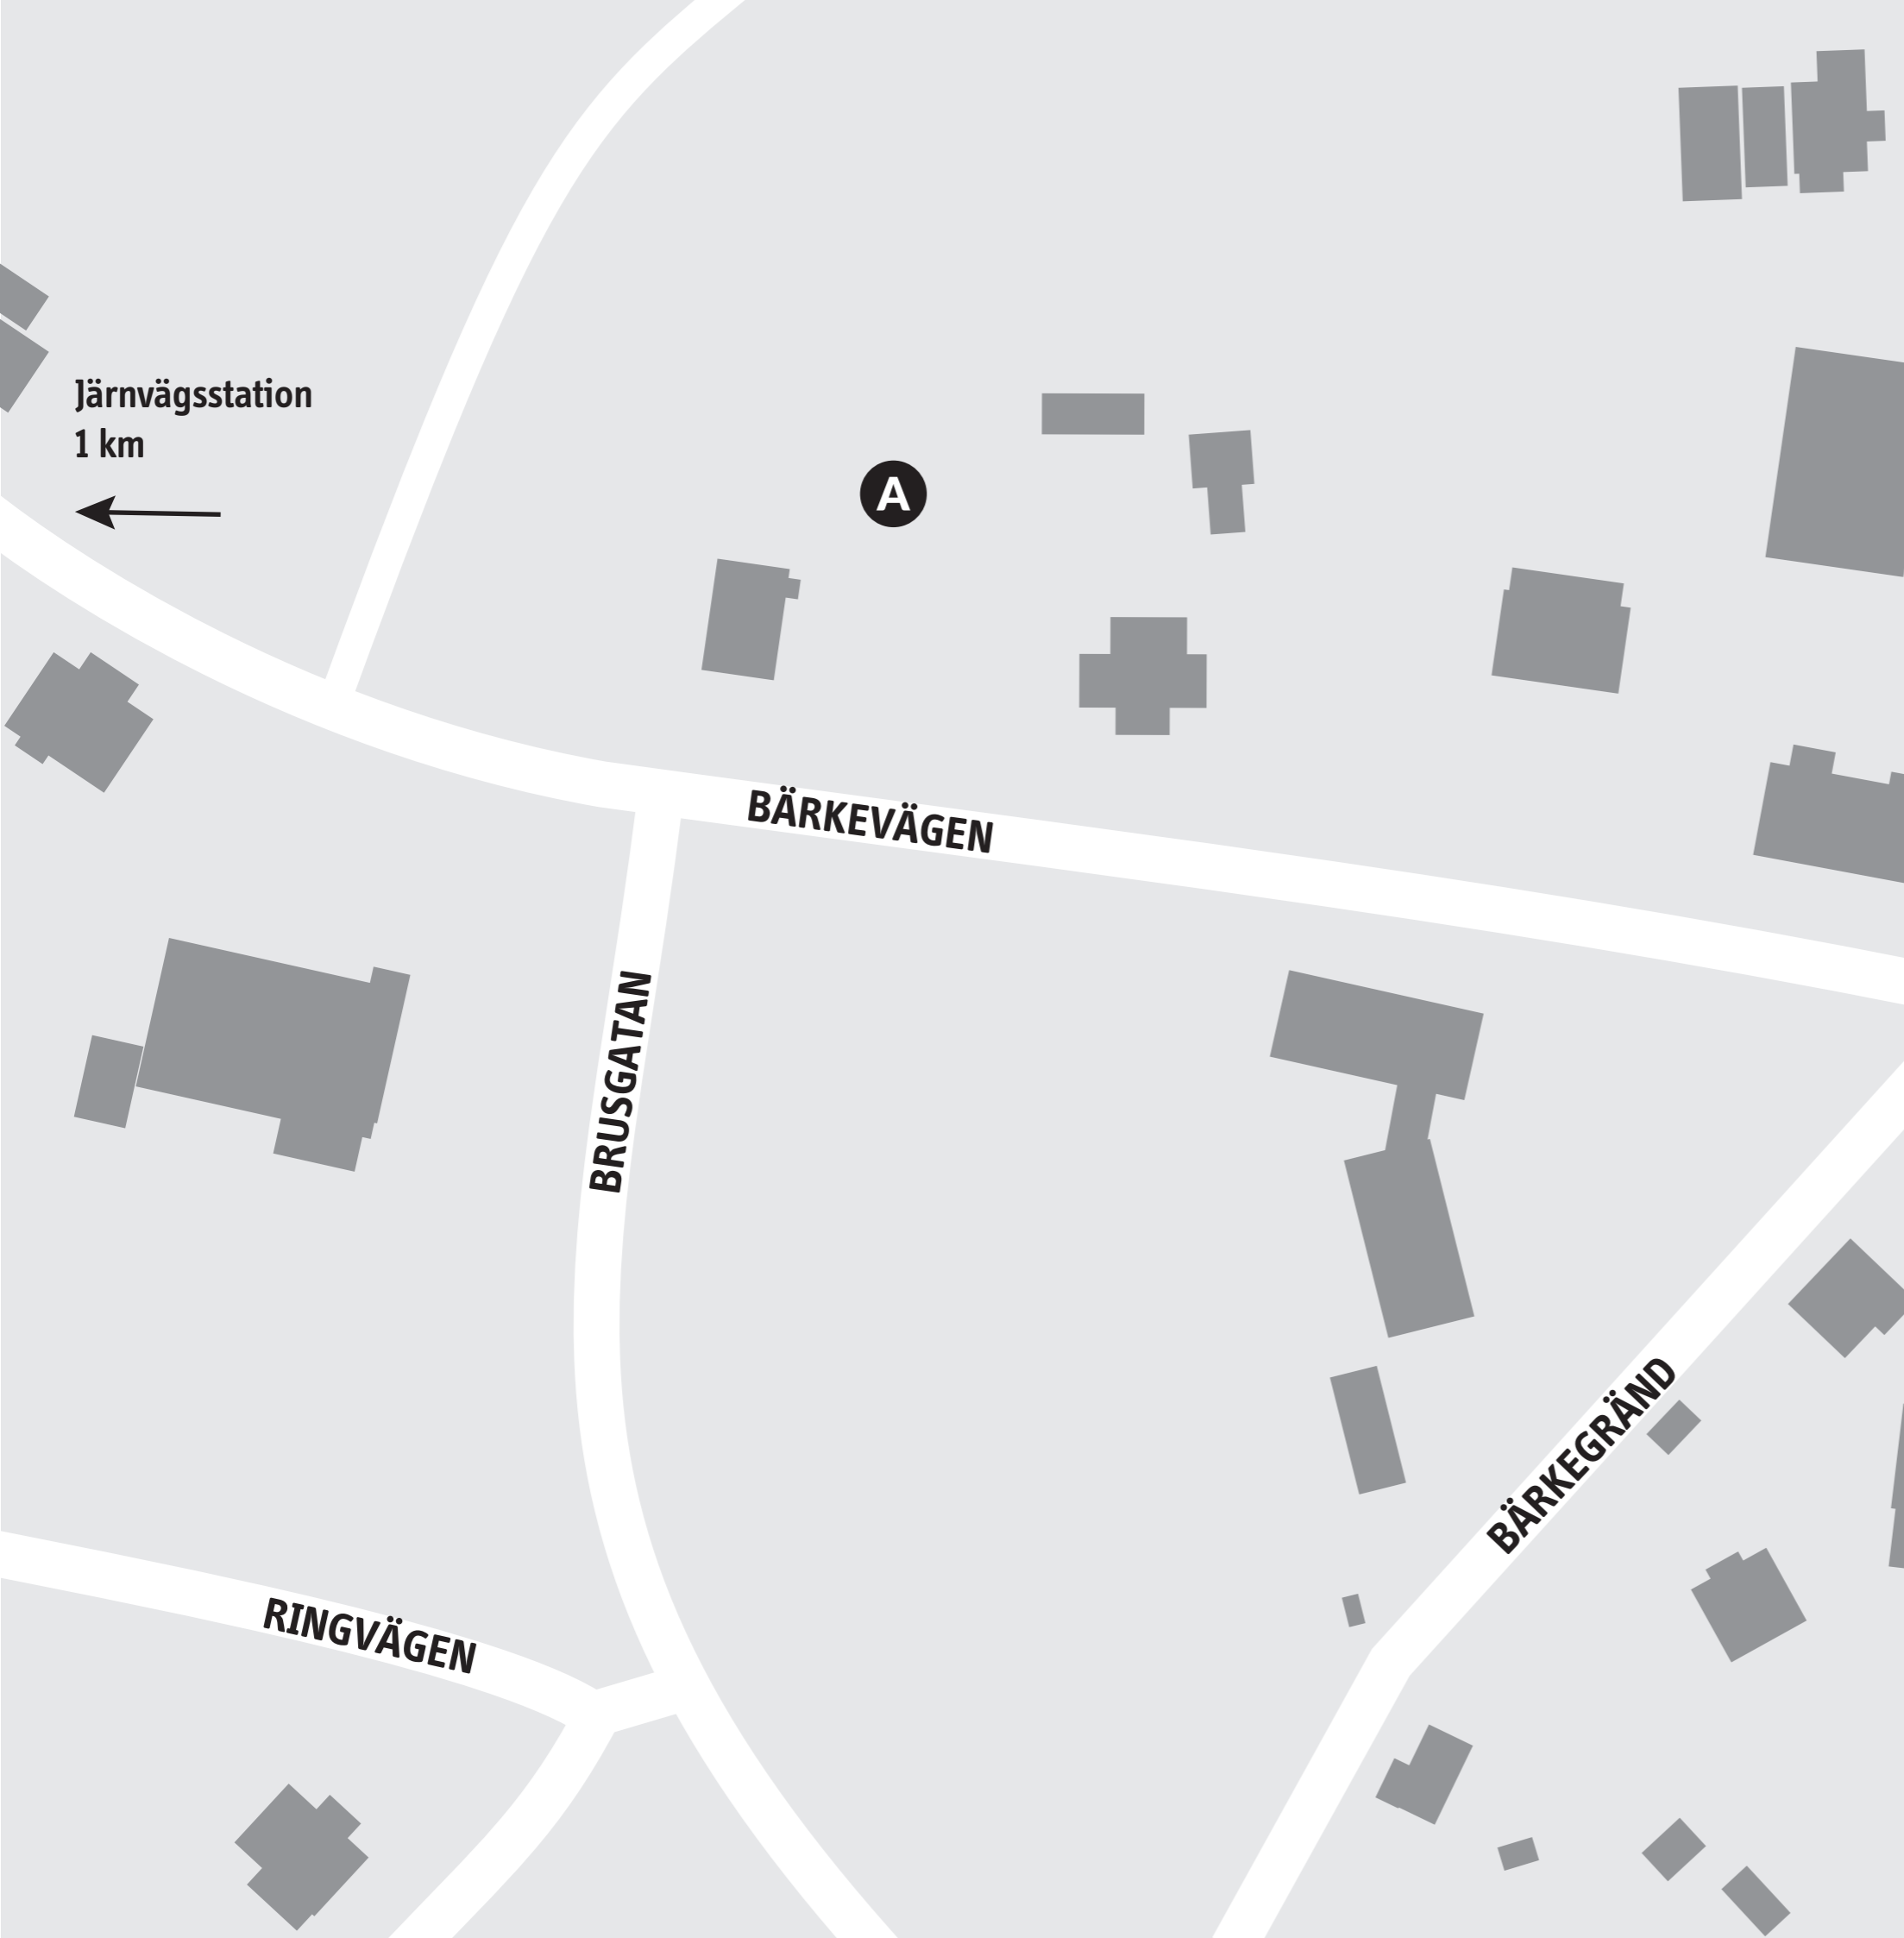 Järnvägsstation
1 km
A
BÄRKEVÄGEN
BRUSGATAN
BÄRKEGRÄND
RINGVÄGEN